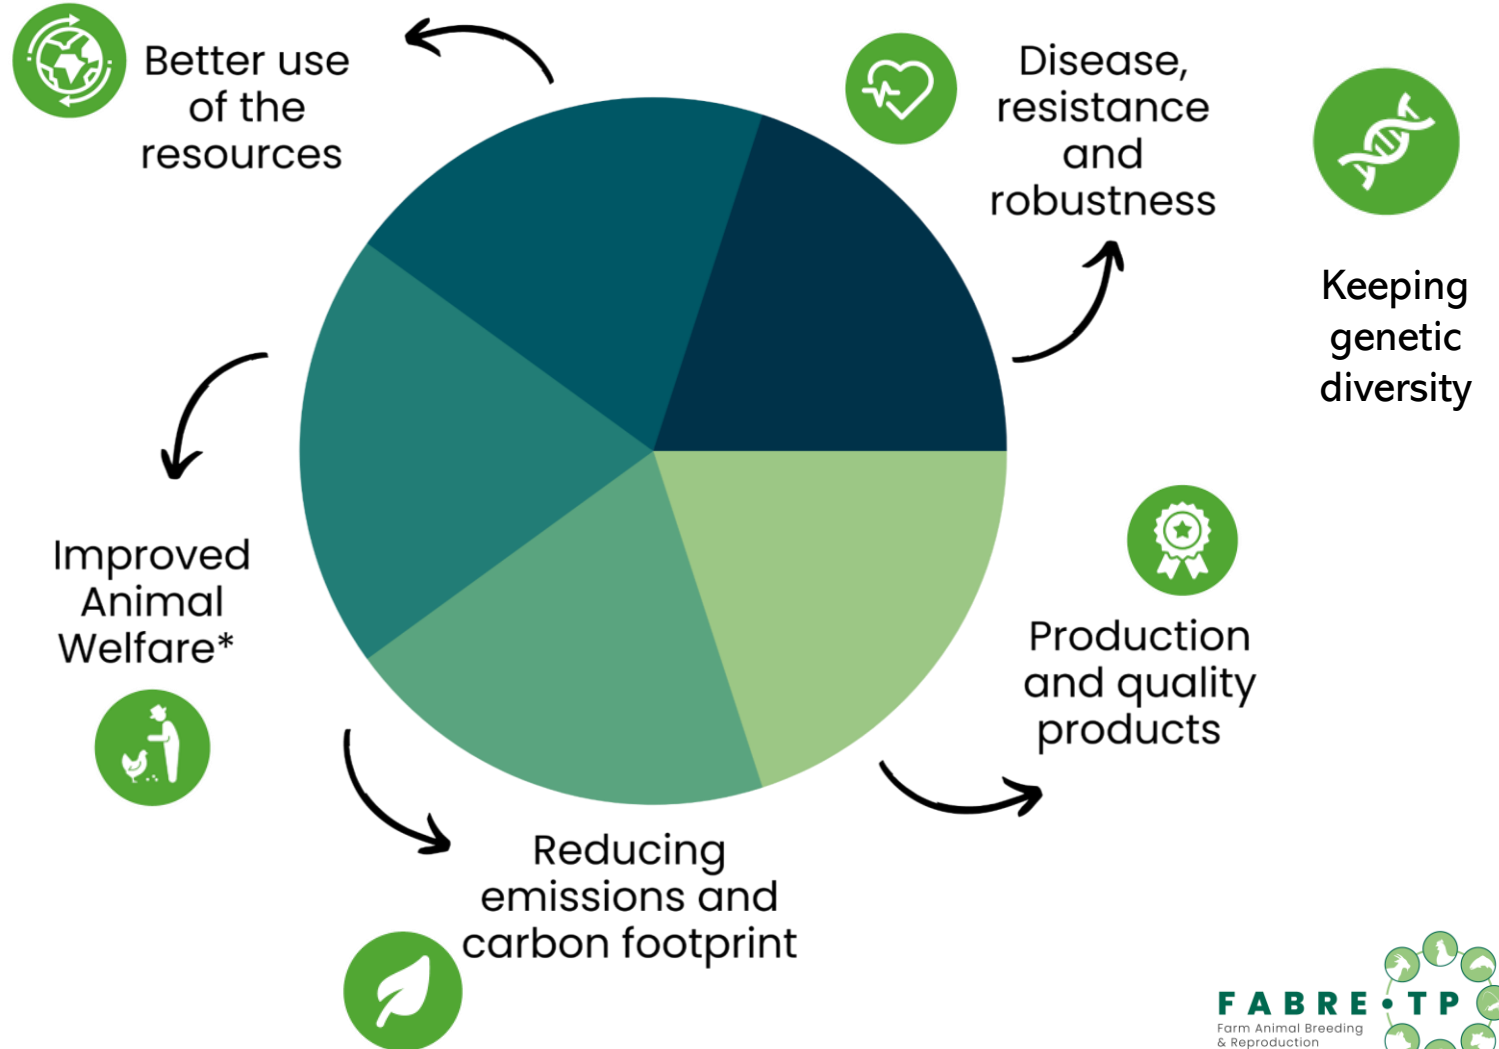 Better use
of the
resources
Disease,
resistance
and
robustness
Keeping
genetic
diversity
Improved
Animal
Welfare*
Production
and quality
products
Reducing
emissions and
carbon footprint
FABRE•TP
Farm Animal Breeding
& Reproduction